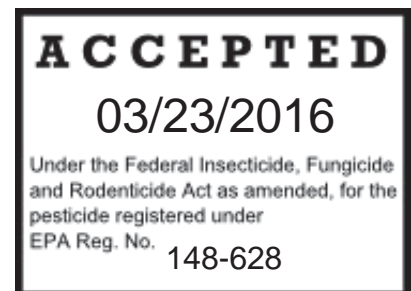 ACCEPTED
03/23/2016
Under the Federal Insecticide, Fungicide
and Rodenticide Act as amended, for the
pesticide registered under
EPA Reg. No. 148-628